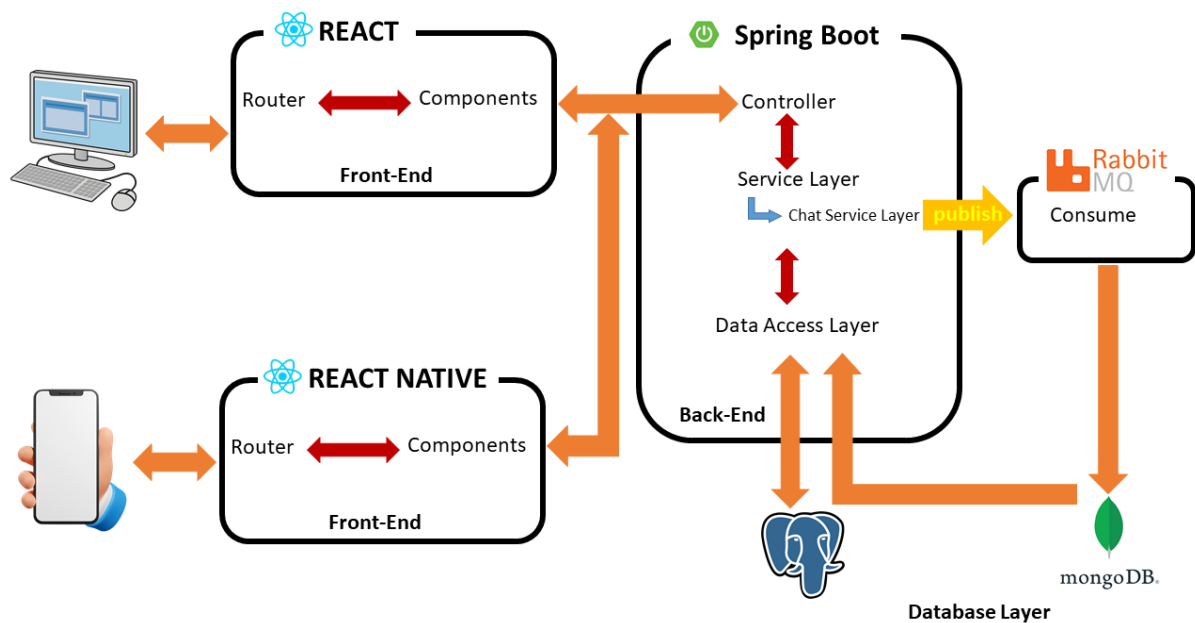 REACT
Router
Components
Front-End
Spring Boot
Controller
Service Layer
Chat Service Layer
publish
Data Access Layer
Back-End
Rabbit
MQ
Consume
REACT NATIVE
Router
Components
Front-End
mongoDB.
Database Layer